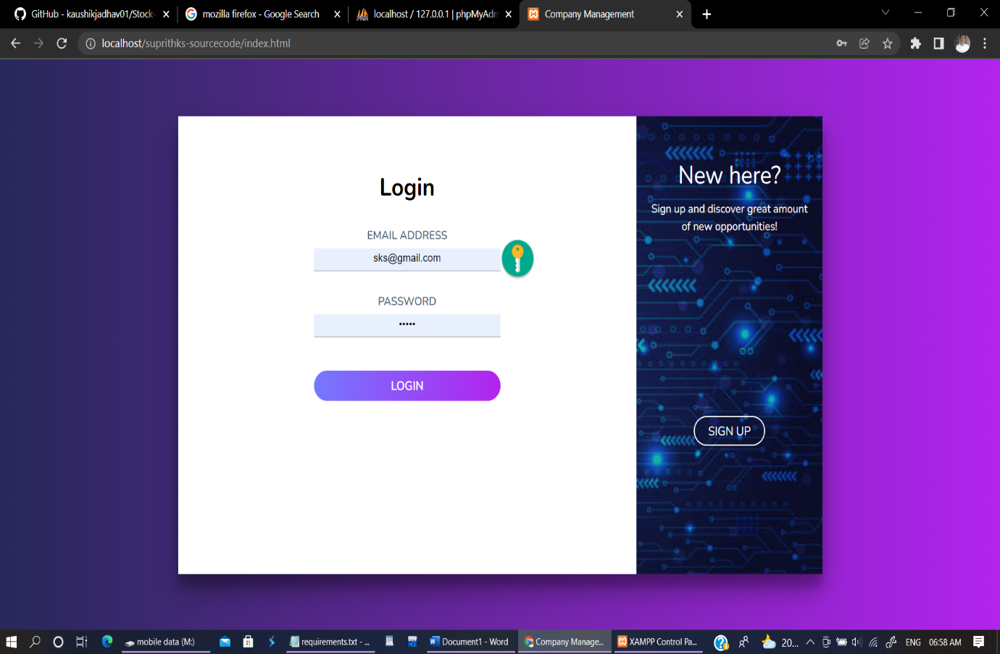 GitHub - kaushikjadhav01/Stock-
mozilla firefox - Google Search
localhost / 127.0.0.1 | phpMyAdm
Company Management
localhost/suprithks-sourcecode/index.html
Login
EMAIL ADDRESS
sks@gmail.com
PASSWORD
•••••
LOGIN
New here?
Sign up and discover great amount
of new opportunities!
SIGN UP
mobile data (M:)
requirements.txt - ...
Document1 - Word
Company Manage...
XAMPP Control Pa...
20...
ENG
06:58 AM